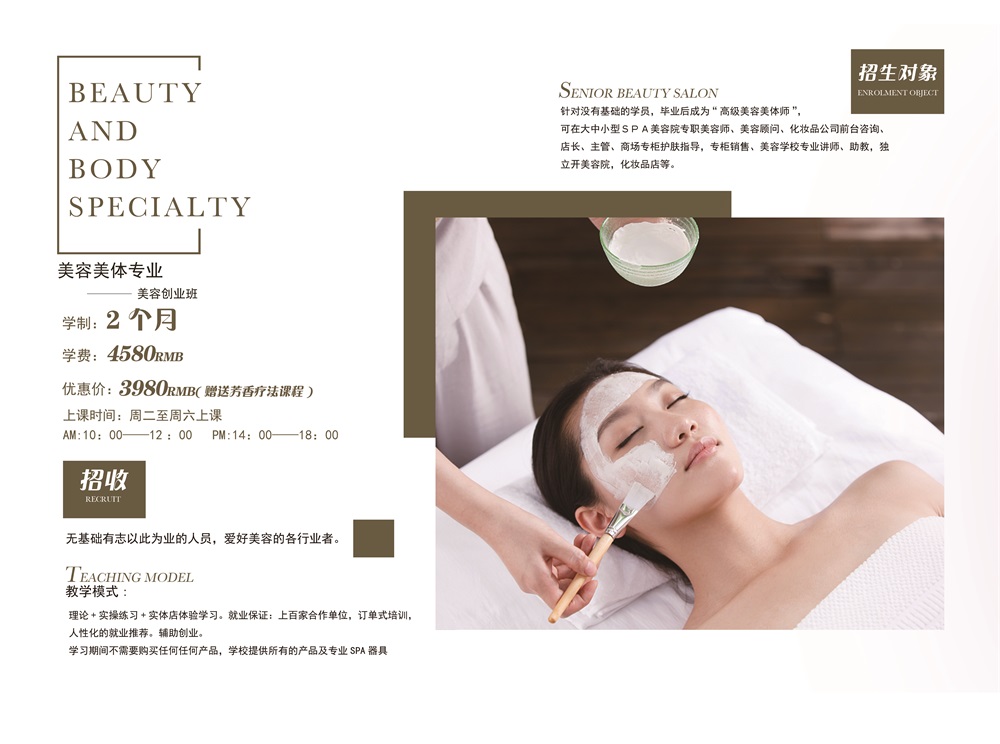 BEAUTY
AND
BODY
SPECIALTY
美容美体专业
美容创业班
学制：2 个月
学费：4580RMB
优惠价：3980RMB( 赠送芳香疗法课程 )
上课时间：周二至周六上课
AM:10：00——12：00 PM:14：00——18：00
招收
RECRUIT
无基础有志以此为业的人员，爱好美容的各行业者。
TEACHING MODEL
教学模式：
理论+实操练习+实体店体验学习。就业保证：上百家合作单位，订单式培训，
人性化的就业推荐。辅助创业。
学习期间不需要购买任何任何产品，学校提供所有的产品及专业 SPA 器具
招生对象
ENROLMENT OBJECT
SENIOR BEAUTY SALON
针对没有基础的学员，毕业后成为“高级美容美体师”，
可在大中小型ＳＰＡ美容院专职美容师、美容顾问、化妆品公司前台咨询、
店长、主管、商场专柜护肤指导，专柜销售、美容学校专业讲师、助教，独
立开美容院，化妆品店等。